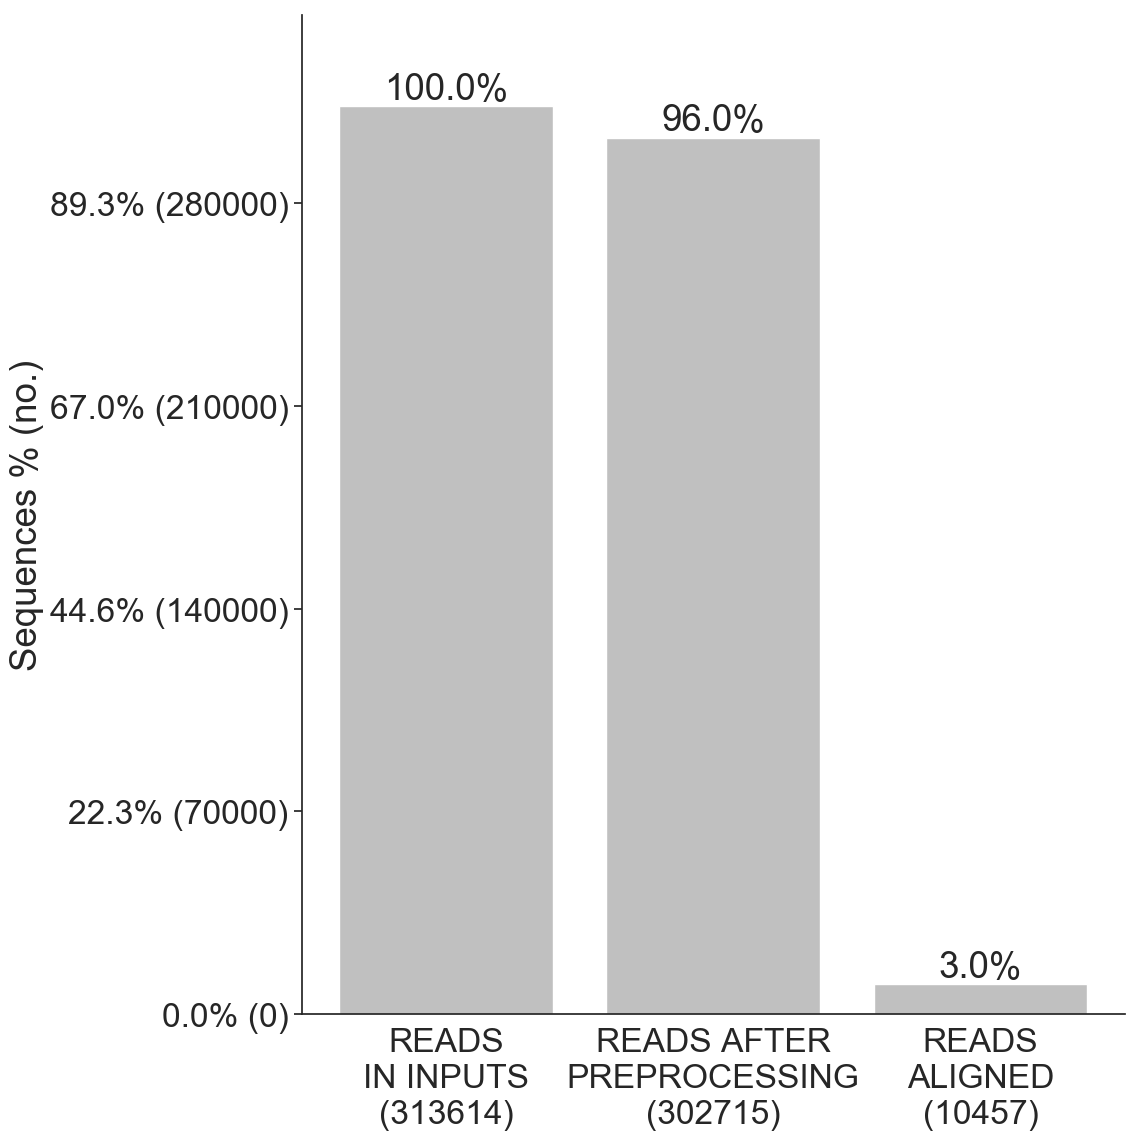 100.0%
96.0%
89.3% (280000)
67.0% (210000)
Sequences % (no.)
44.6% (140000)
22.3% (70000)
3.0%
0.0% (0)
READS
IN INPUTS
(313614)
READS AFTER
PREPROCESSING
(302715)
READS
ALIGNED
(10457)